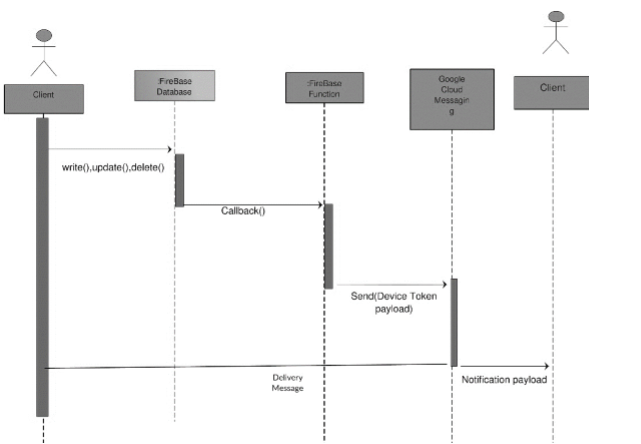 Client
:FireBase
Database
:FireBase
Function
Google
Cloud
Messagin
g
Client
write(),update(),delete()
Callback()
Send(Device Token
payload)
Delivery
Message
Notification payload